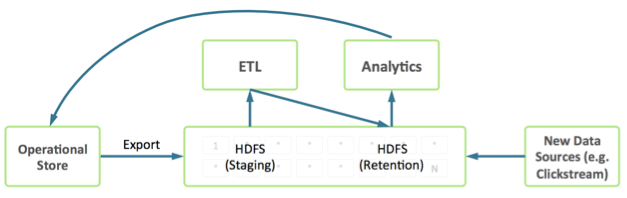 ETL
Analytics
Operational
Store
Export
1
HDFS
(Staging)
HDFS
(Retention)
N
New Data
Sources (e.g.
Clickstream)